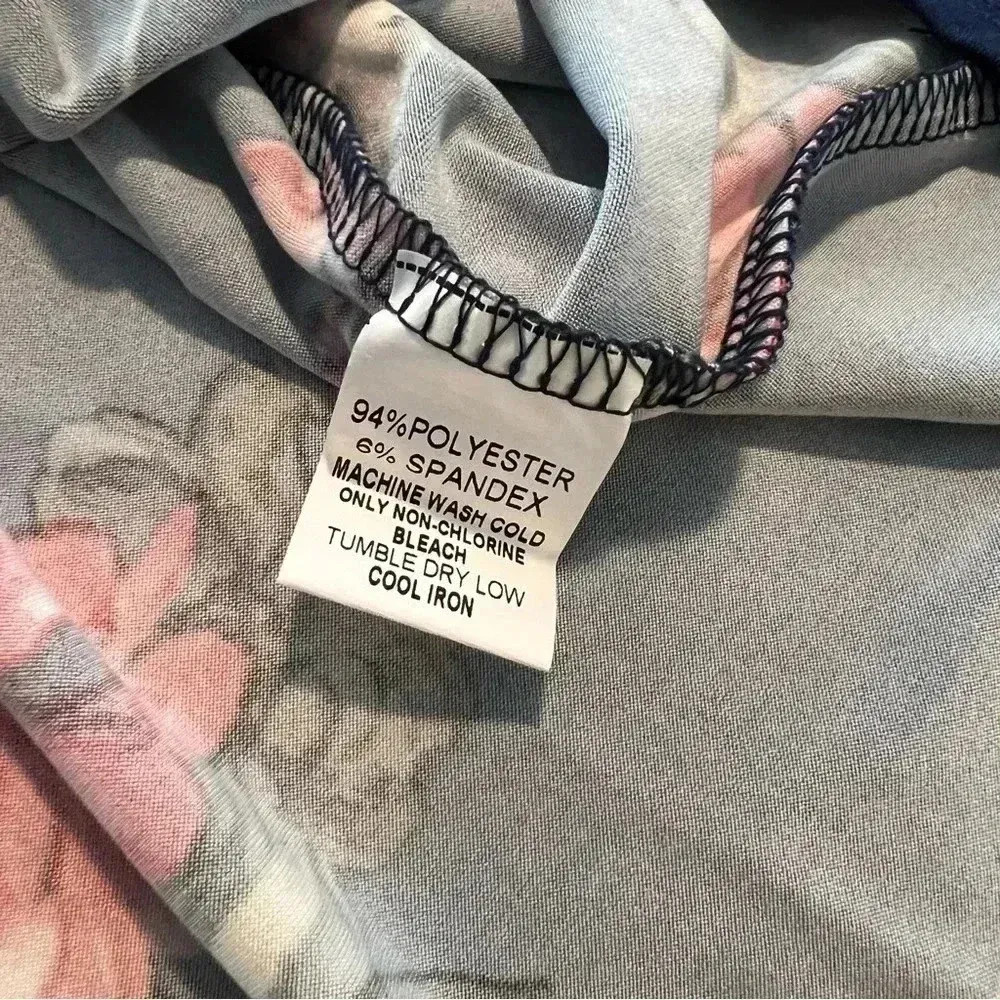 94%POLYESTER
6% SPANDEX
MACHINE WASH COLD
ONLY NON-CHLORINE
BLEACH
TUMBLE DRY LOW
COOL IRON